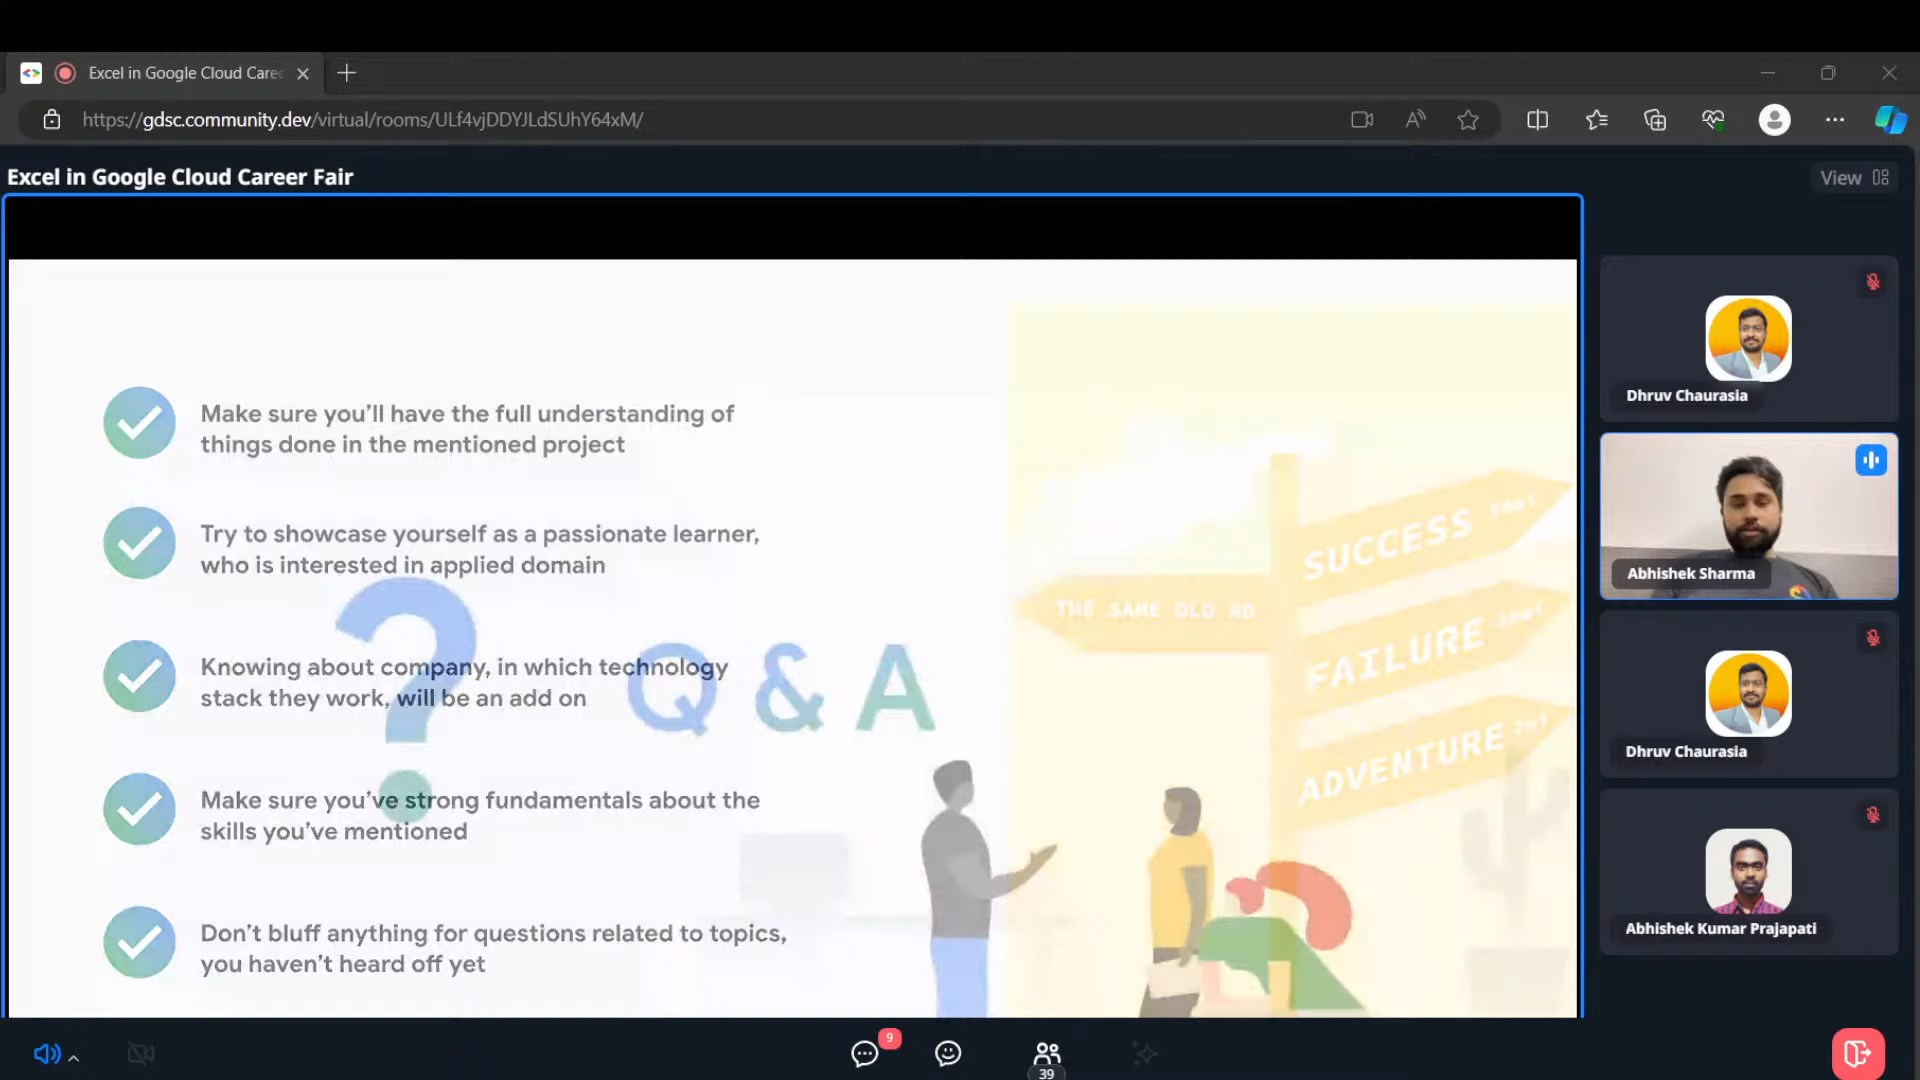 Excel in Google Cloud Caree
https://gdsc.community.dev/virtual/rooms/ULf4vjDDYJLdSUhY64xM/
Excel in Google Cloud Career Fair
View
Make sure you'll have the full understanding of
things done in the mentioned project
Try to showcase yourself as a passionate learner,
who is interested in applied domain
Knowing about company, in which technology
stack they work, will be an add on
Make sure you've strong fundamentals about the
skills you've mentioned
Don't bluff anything for questions related to topics,
you haven't heard off yet
? Q & A
SUCCESS
THE SAME OLD
FAILURE
ADVENTURE
Dhruv Chaurasia
Abhishek Sharma
Dhruv Chaurasia
Abhishek Kumar Prajapati
9
39